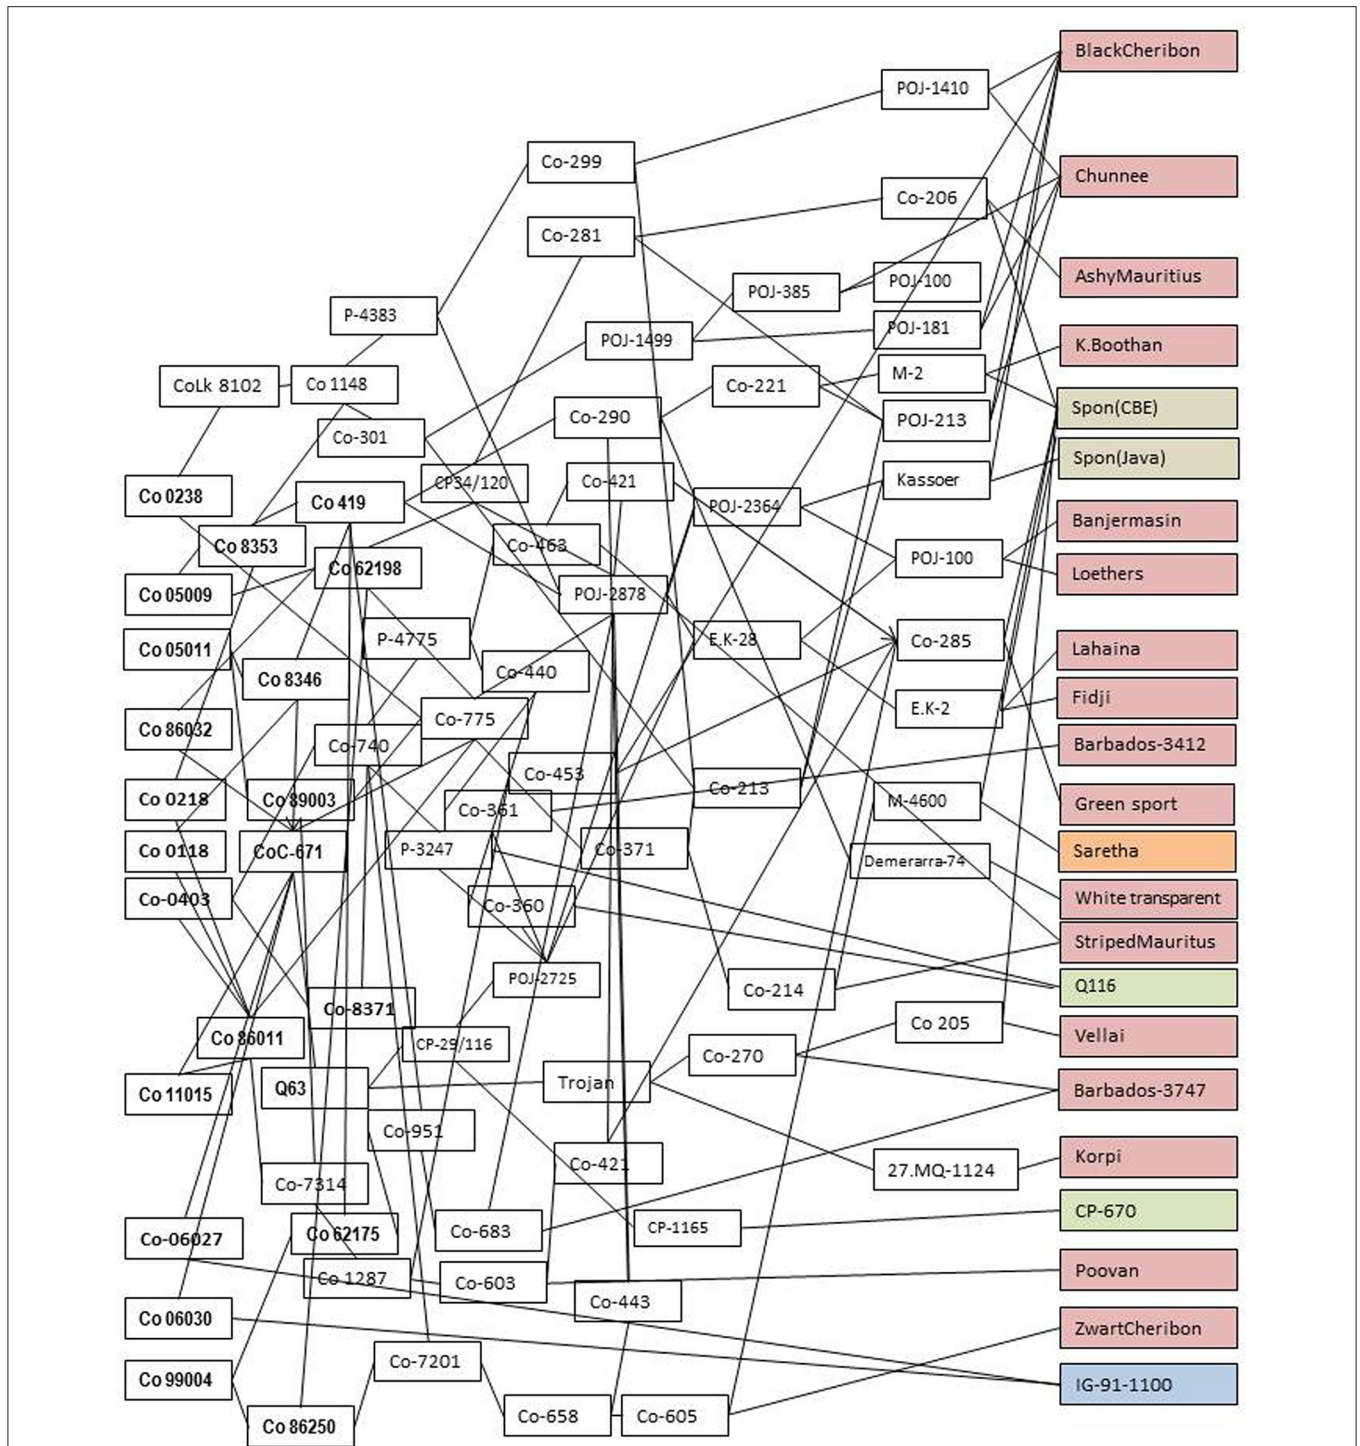 BlackCheribon
POJ-1410
Co-299
Chunnee
Co-206
Co-281
AshyMauritius
POJ-385
POJ-100
P-4383
POJ-181
POJ-1499
K.Boothan
M-2
CoLk 8102
Co 1148
Co-221
Spon(CBE)
Co-290
POJ-213
Co-301
Spon(Java)
Kassoer
CP34/120
Co-421
Co 0238
Co 419
POJ-2364
Banjermasin
Co 8353
Co-463
POJ-100
Co 62198
Loethers
Co 05009
POJ-2878
P-4775
E.K-28
Co-285
Co 05011
Lahaina
Co 8346
Co-440
Fidji
E.K-2
Co 86032
Co-775
Co-740
Barbados-3412
Co-453
Co-213
Co 0218
Co 89003
Co-361
M-4600
Green sport
Co 0118
CoC-671
P-3247
Co-371
Demerarra-74
Saretha
Co-0403
Co-360
White transparent
StripedMauritus
POJ-2725
Co-214
Q116
Co-8371
Co 86011
CP-29/116
Co 205
Vellai
Co-270
Co 11015
Q63
Trojan
Barbados-3747
Co-951
Co-421
27.MQ-1124
Korpi
Co-7314
CP-670
Co-06027
Co 62175
Co-683
CP-1165
Co 1287
Co-603
Poovan
Co-443
Co 06030
ZwartCheribon
Co 99004
Co-7201
IG-91-1100
Co 86250
Co-658
Co-605